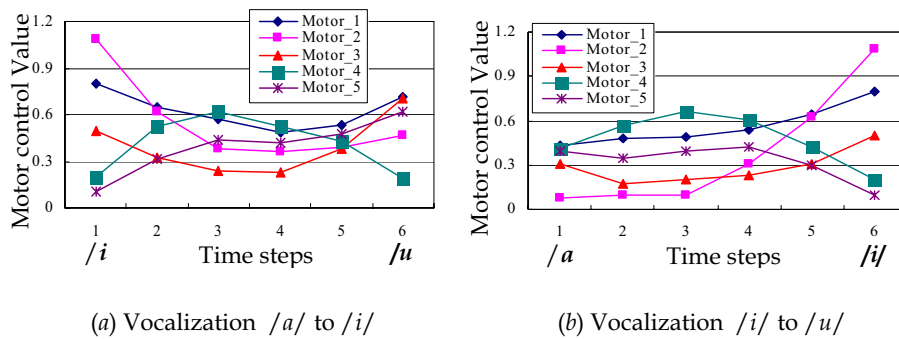 Motor control Value
1.2
0.9
0.6
0.3
0
Motor_1
Motor_2
Motor_3
Motor_4
Motor_5
1 2 3 4 5 6
/i Time steps /u
(a) Vocalization /a/ to /i/
Motor control Value
1.2
0.9
0.6
0.3
0
Motor_1
Motor_2
Motor_3
Motor_4
Motor_5
1 2 3 4 5 6
/a Time steps /i/
(b) Vocalization /i/ to /u/